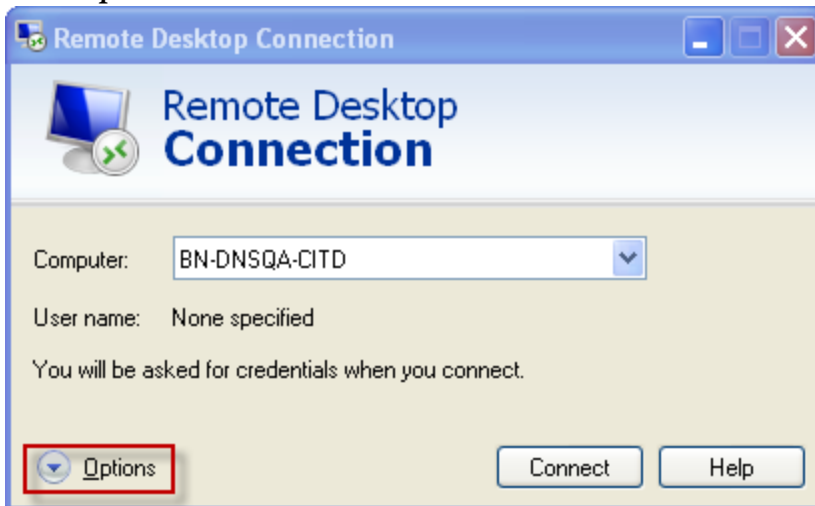 Remote Desktop Connection
Remote Desktop
Connection
Computer: BN-DNSQA-CITD
User name: None specified
You will be asked for credentials when you connect.
Options Connect Help